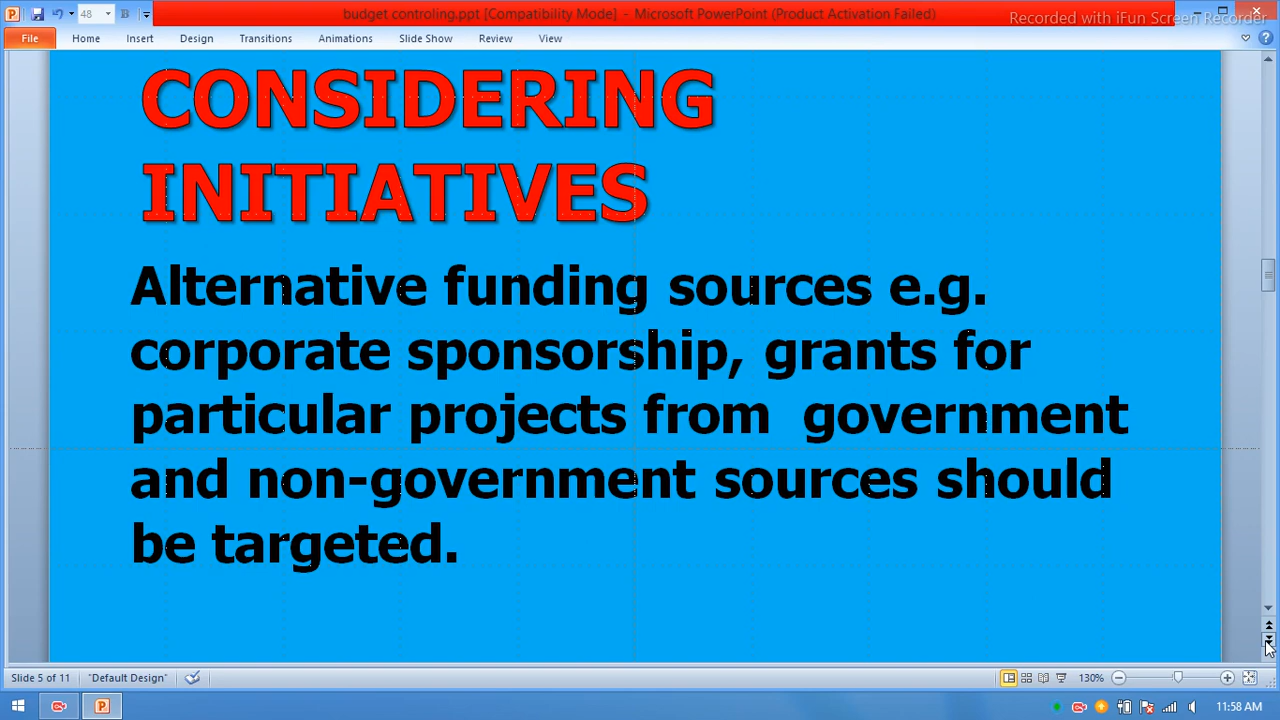 budget controling.ppt [Compatibility Mode] - Microsoft PowerPoint (Product Activation Failed)
Recorded with iFun Screen Recorder
48 B
File Home Insert Design Transitions Animations Slide Show Review View
CONSIDERING
INITIATIVES
Alternative funding sources e.g.
corporate sponsorship, grants for
particular projects from government
and non-government sources should
be targeted.
Slide 5 of 11 "Default Design" 130%
11:58 AM